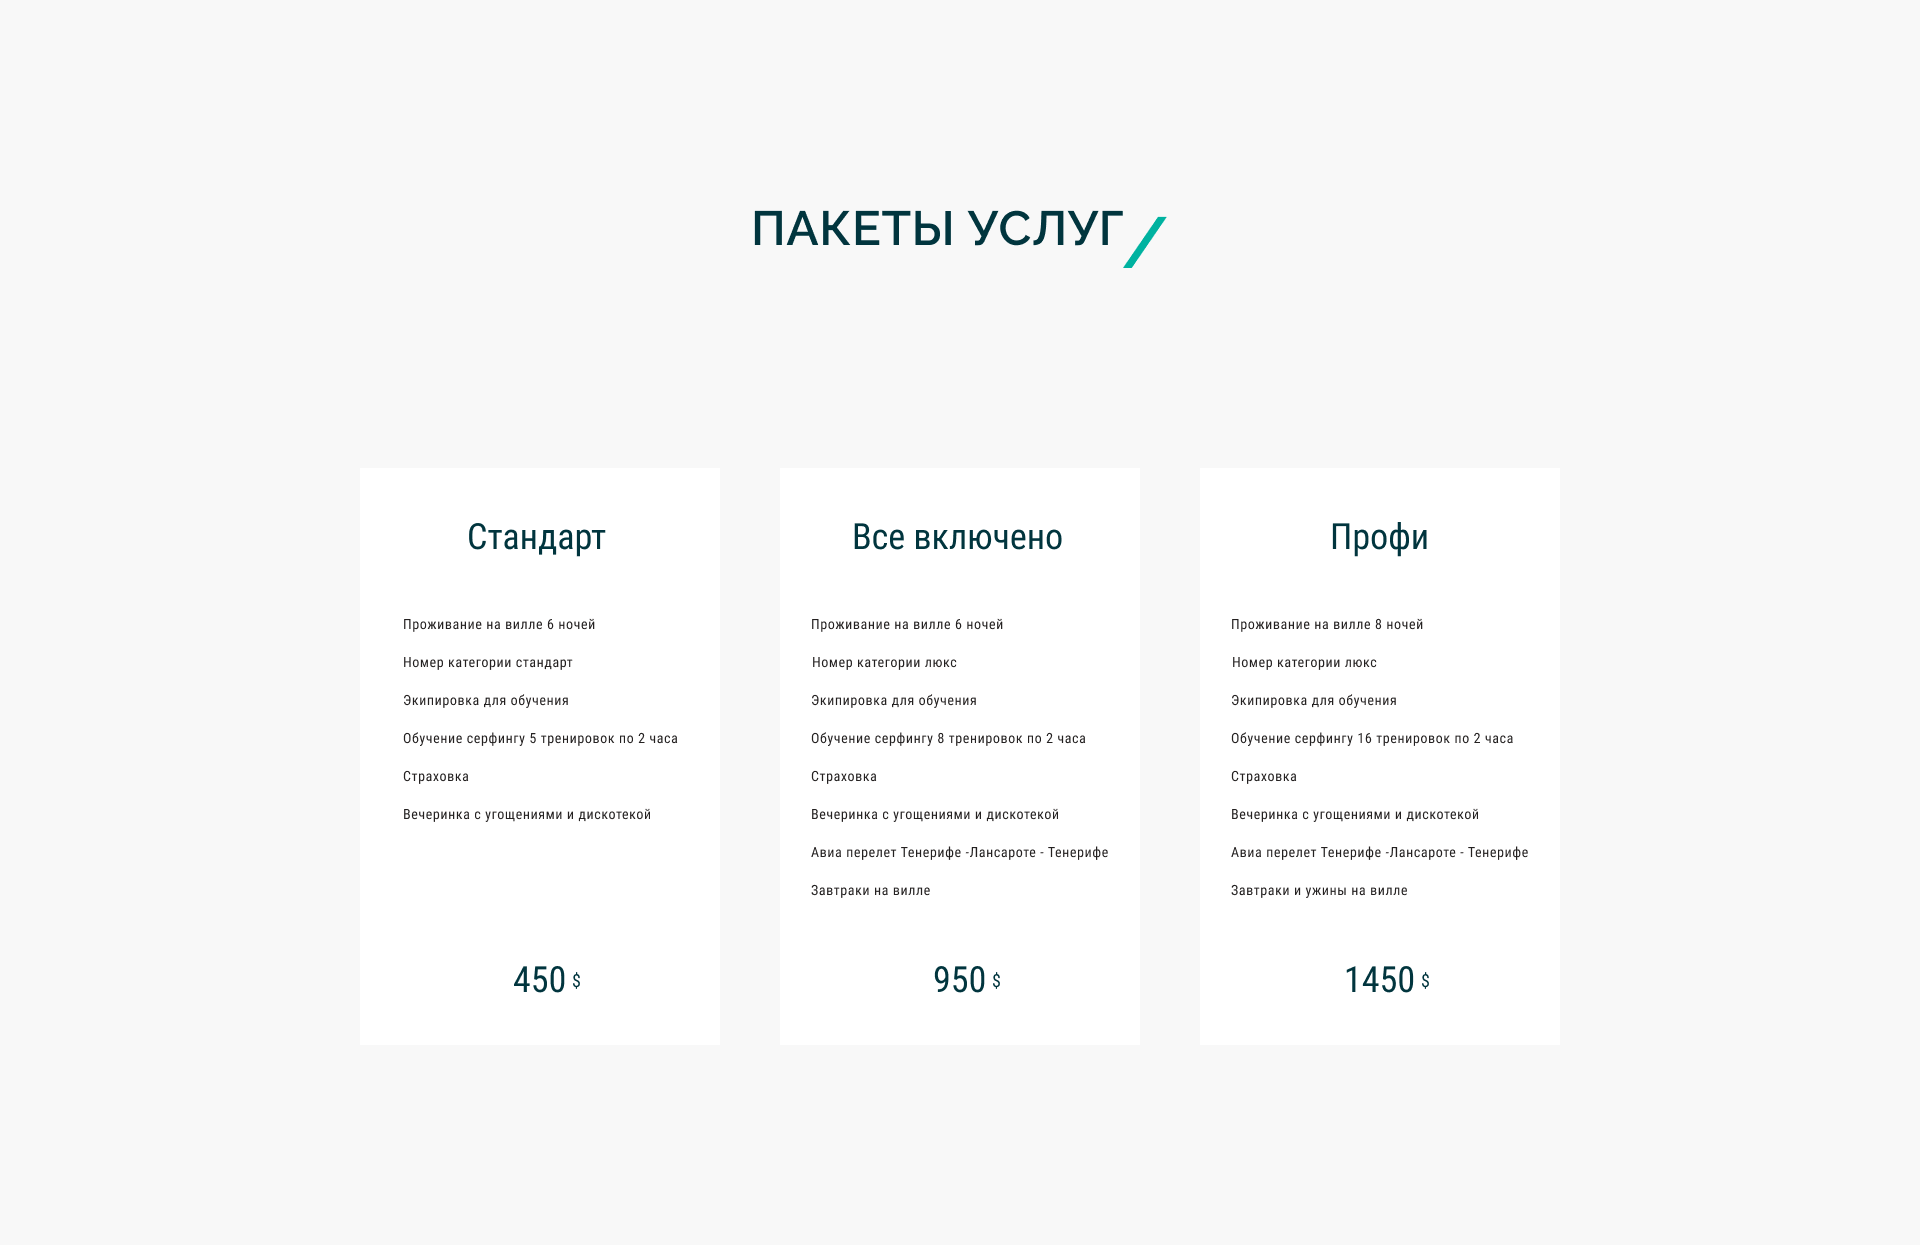 ПАКЕТЫ УСЛУГ
Стандарт
Проживание на вилле 6 ночей
Номер категории стандарт
Экипировка для обучения
Обучение серфингу 5 тренировок по 2 часа
Страховка
Вечеринка с угощениями и дискотекой
450 $
Все включено
Проживание на вилле 6 ночей
Номер категории люкс
Экипировка для обучения
Обучение серфингу 8 тренировок по 2 часа
Страховка
Вечеринка с угощениями и дискотекой
Авиа перелет Тенерифе -Лансароте - Тенерифе
Завтраки на вилле
950 $
Профи
Проживание на вилле 8 ночей
Номер категории люкс
Экипировка для обучения
Обучение серфингу 16 тренировок по 2 часа
Страховка
Вечеринка с угощениями и дискотекой
Авиа перелет Тенерифе -Лансароте - Тенерифе
Завтраки и ужины на вилле
1450 $